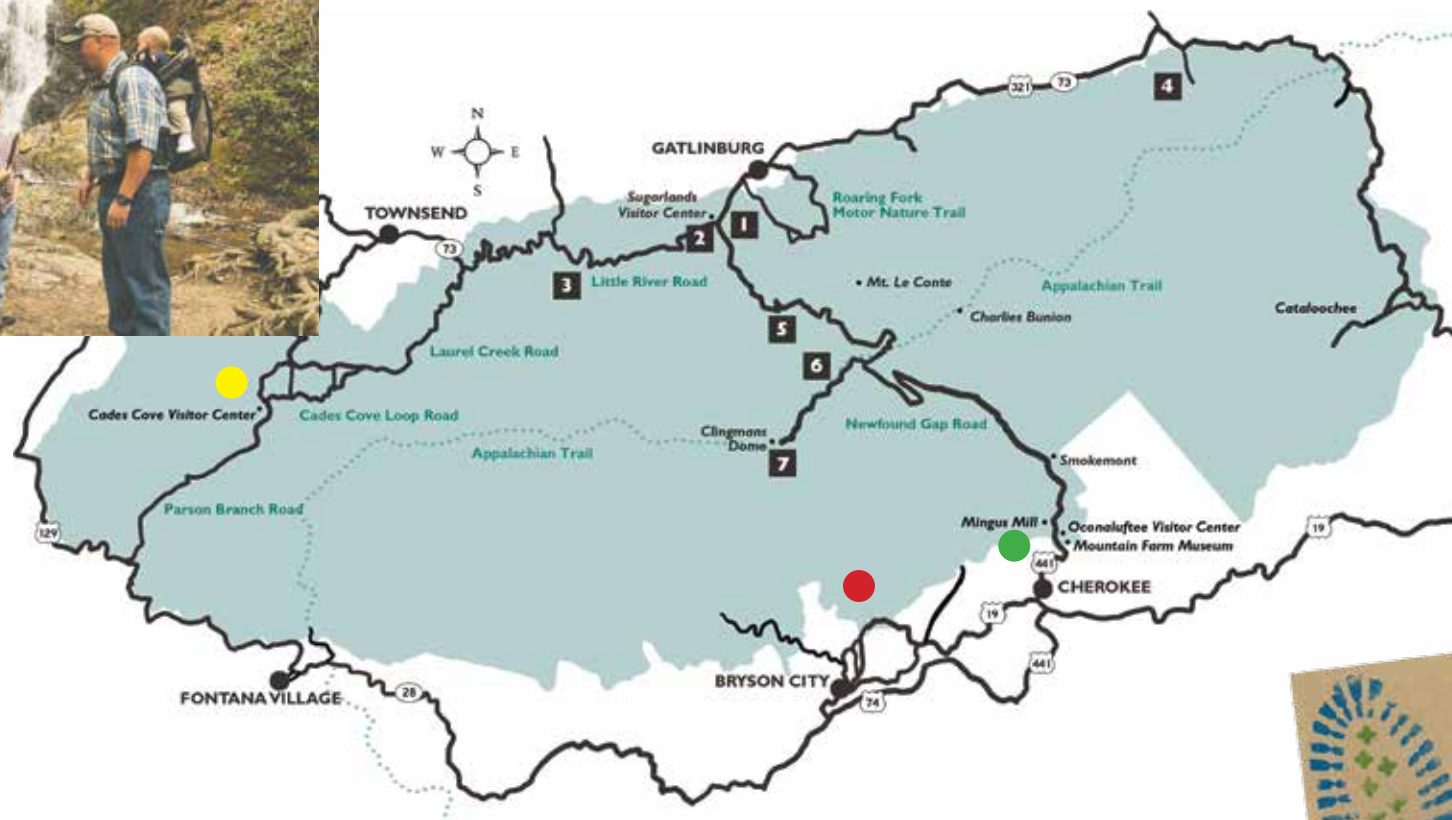 4
321
73
N
W
E
S
GATLINBURG
Sugarlands
Visitor Center
Roaring Fork
Motor Nature Trail
TOWNSEND
73
1
2
3
Little River Road
Mt. Le Conte
Appalachian Trail
Charlies Bunion
Cataloochee
5
6
Laurel Creek Road
Cades Cove Visitor Center
Cades Cove Loop Road
Newfound Gap Road
Clingmans
Dome
7
Appalachian Trail
Smokemont
Parson Branch Road
129
Mingus Mill
Oconaluftee Visitor Center
Mountain Farm Museum
19
441
CHEROKEE
19
441
BRYSON CITY
74
FONTANA VILLAGE
28